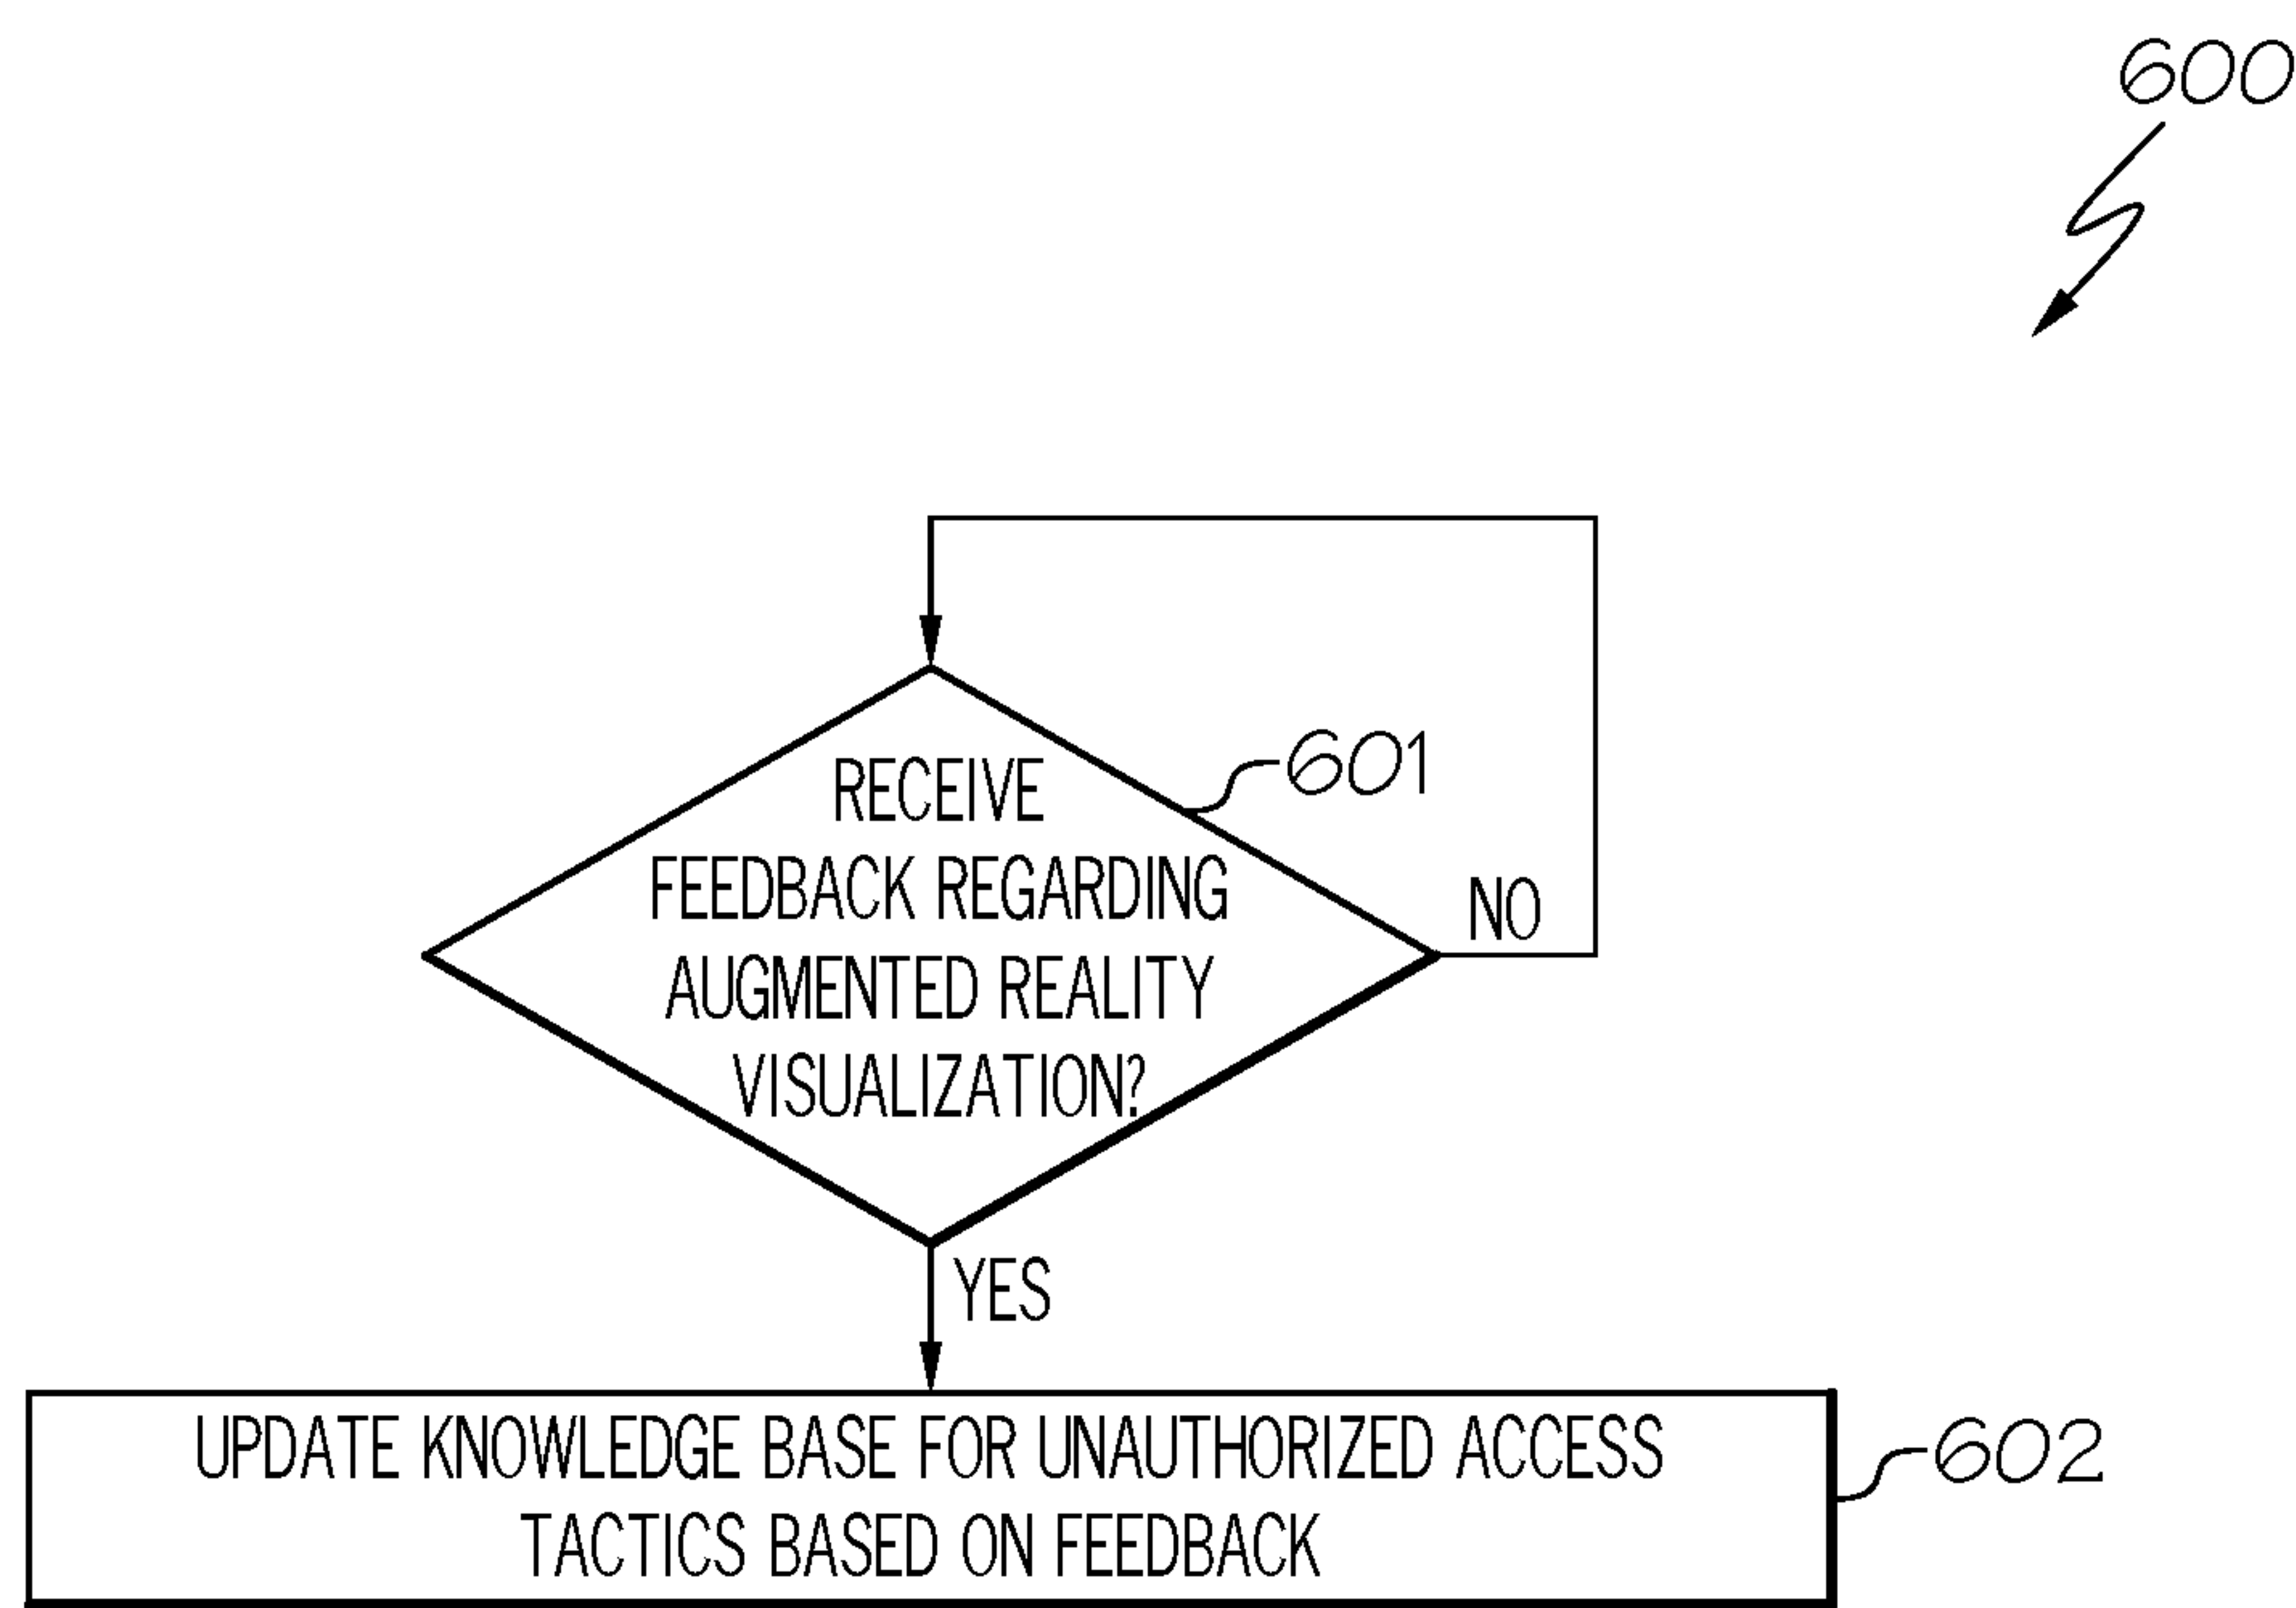 600
RECEIVE
601
FEEDBACK REGARDING
NO
AUGMENTED REALITY
VISUALIZATION?
YES
UPDATE KNOWLEDGE BASE FOR UNAUTHORIZED ACCESS
602
TACTICS BASED ON FEEDBACK